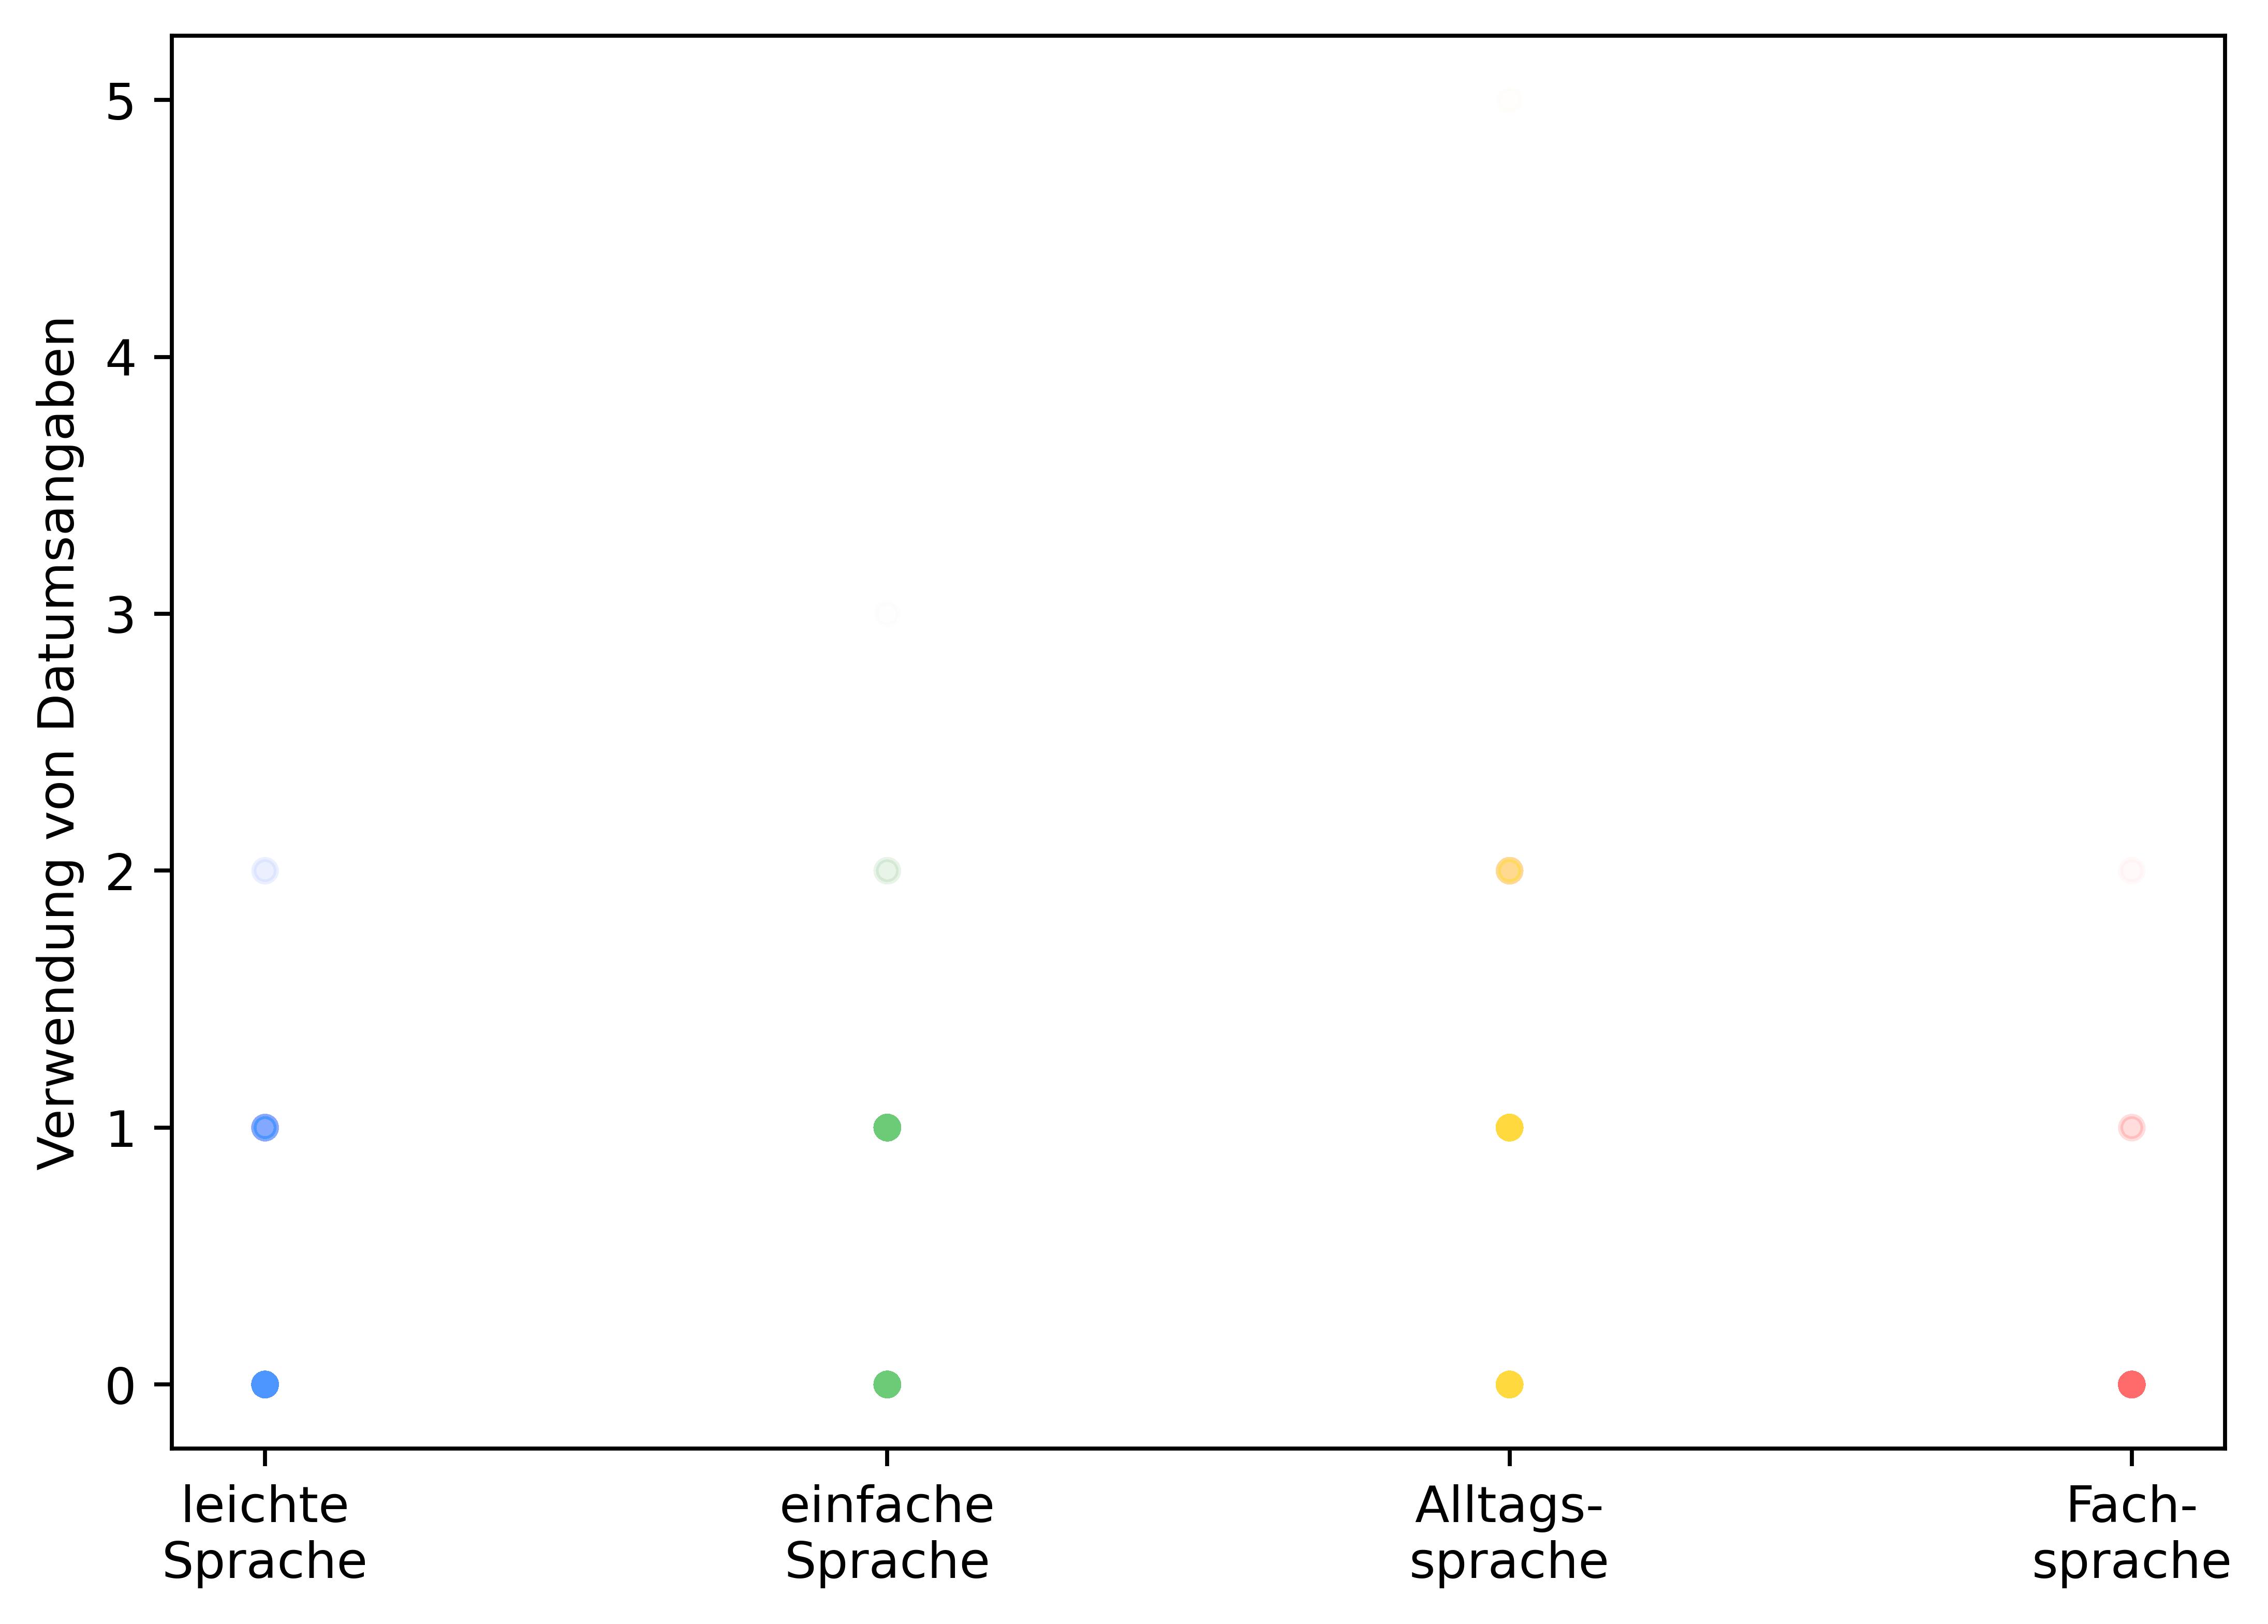 Verwendung von Datumsangaben
5
4
3
2
1
0
leichte
Sprache
einfache
Sprache
Alltags-
sprache
Fach-
sprache